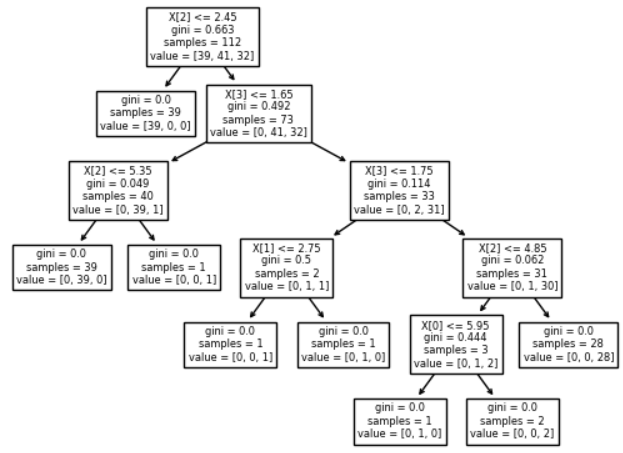 X[2] <= 2.45
gini = 0.663
samples = 112
value = [39, 41, 32]
gini = 0.0
samples = 39
value = [39, 0, 0]
X[3] <= 1.65
gini = 0.492
samples = 73
value = [0, 41, 32]
X[2] <= 5.35
gini = 0.049
samples = 40
value = [0, 39, 1]
X[3] <= 1.75
gini = 0.114
samples = 33
value = [0, 2, 31]
gini = 0.0
samples = 39
value = [0, 39, 0]
gini = 0.0
samples = 1
value = [0, 0, 1]
X[1] <= 2.75
gini = 0.5
samples = 2
value = [0, 1, 1]
X[2] <= 4.85
gini = 0.062
samples = 31
value = [0, 1, 30]
gini = 0.0
samples = 1
value = [0, 0, 1]
gini = 0.0
samples = 1
value = [0, 1, 0]
X[0] <= 5.95
gini = 0.444
samples = 3
value = [0, 1, 2]
gini = 0.0
samples = 28
value = [0, 0, 28]
gini = 0.0
samples = 1
value = [0, 1, 0]
gini = 0.0
samples = 2
value = [0, 0, 2]